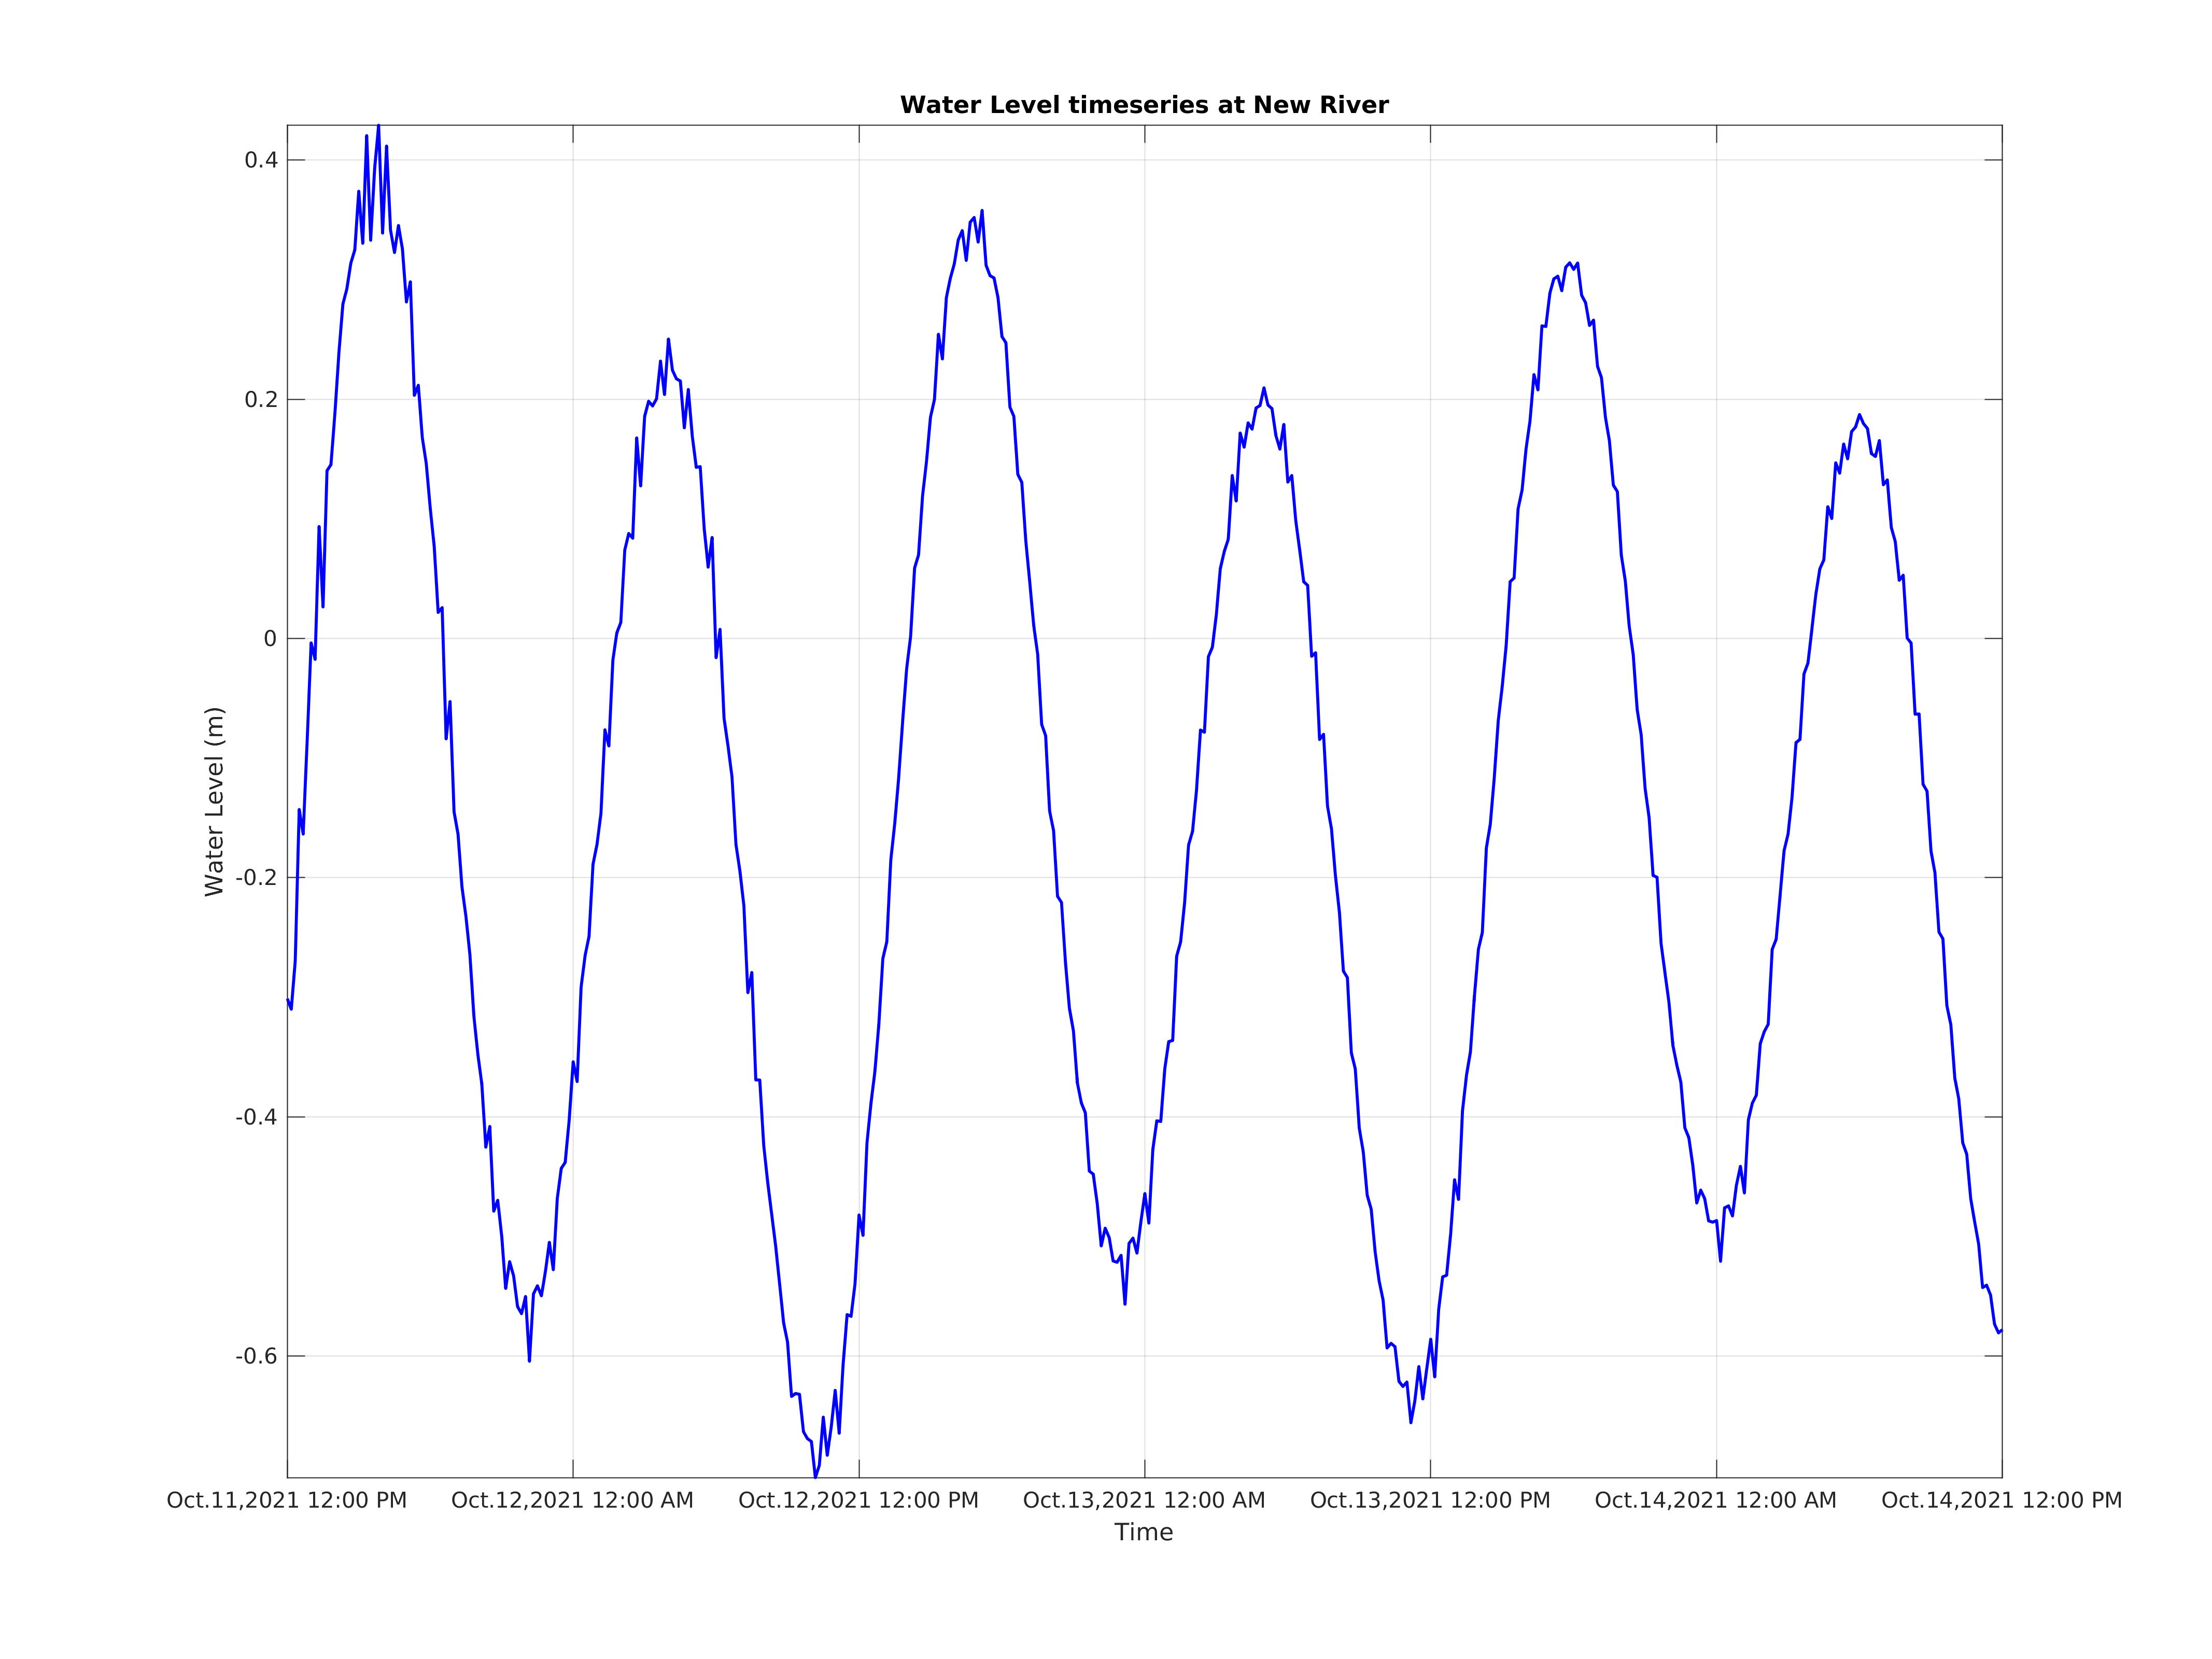 Water Level timeseries at New River
0.4
0.2
0
-0.2
-0.4
-0.6
Water Level (m)
Oct.11,2021 12:00 PM Oct.12,2021 12:00 AM Oct.12,2021 12:00 PM Oct.13,2021 12:00 AM Oct.13,2021 12:00 PM Oct.14,2021 12:00 AM Oct.14,2021 12:00 PM
Time